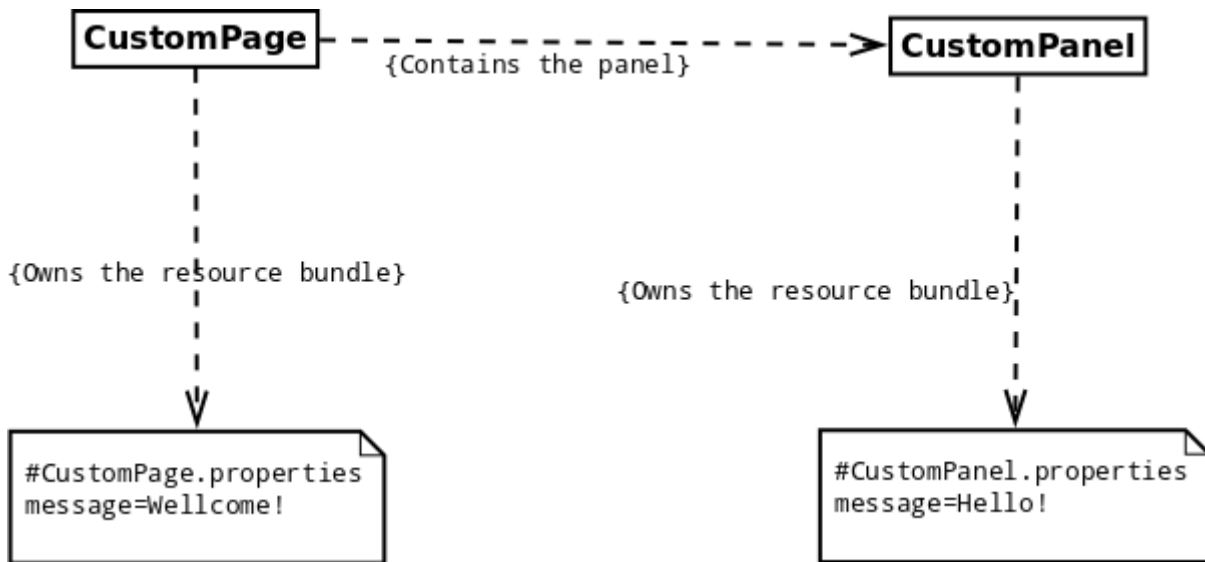 CustomPage
CustomPanel
{Contains the panel}
{Owns the resource bundle}
{Owns the resource bundle}
#CustomPage.properties
message=Wellcome!
#CustomPanel.properties
message=Hello!